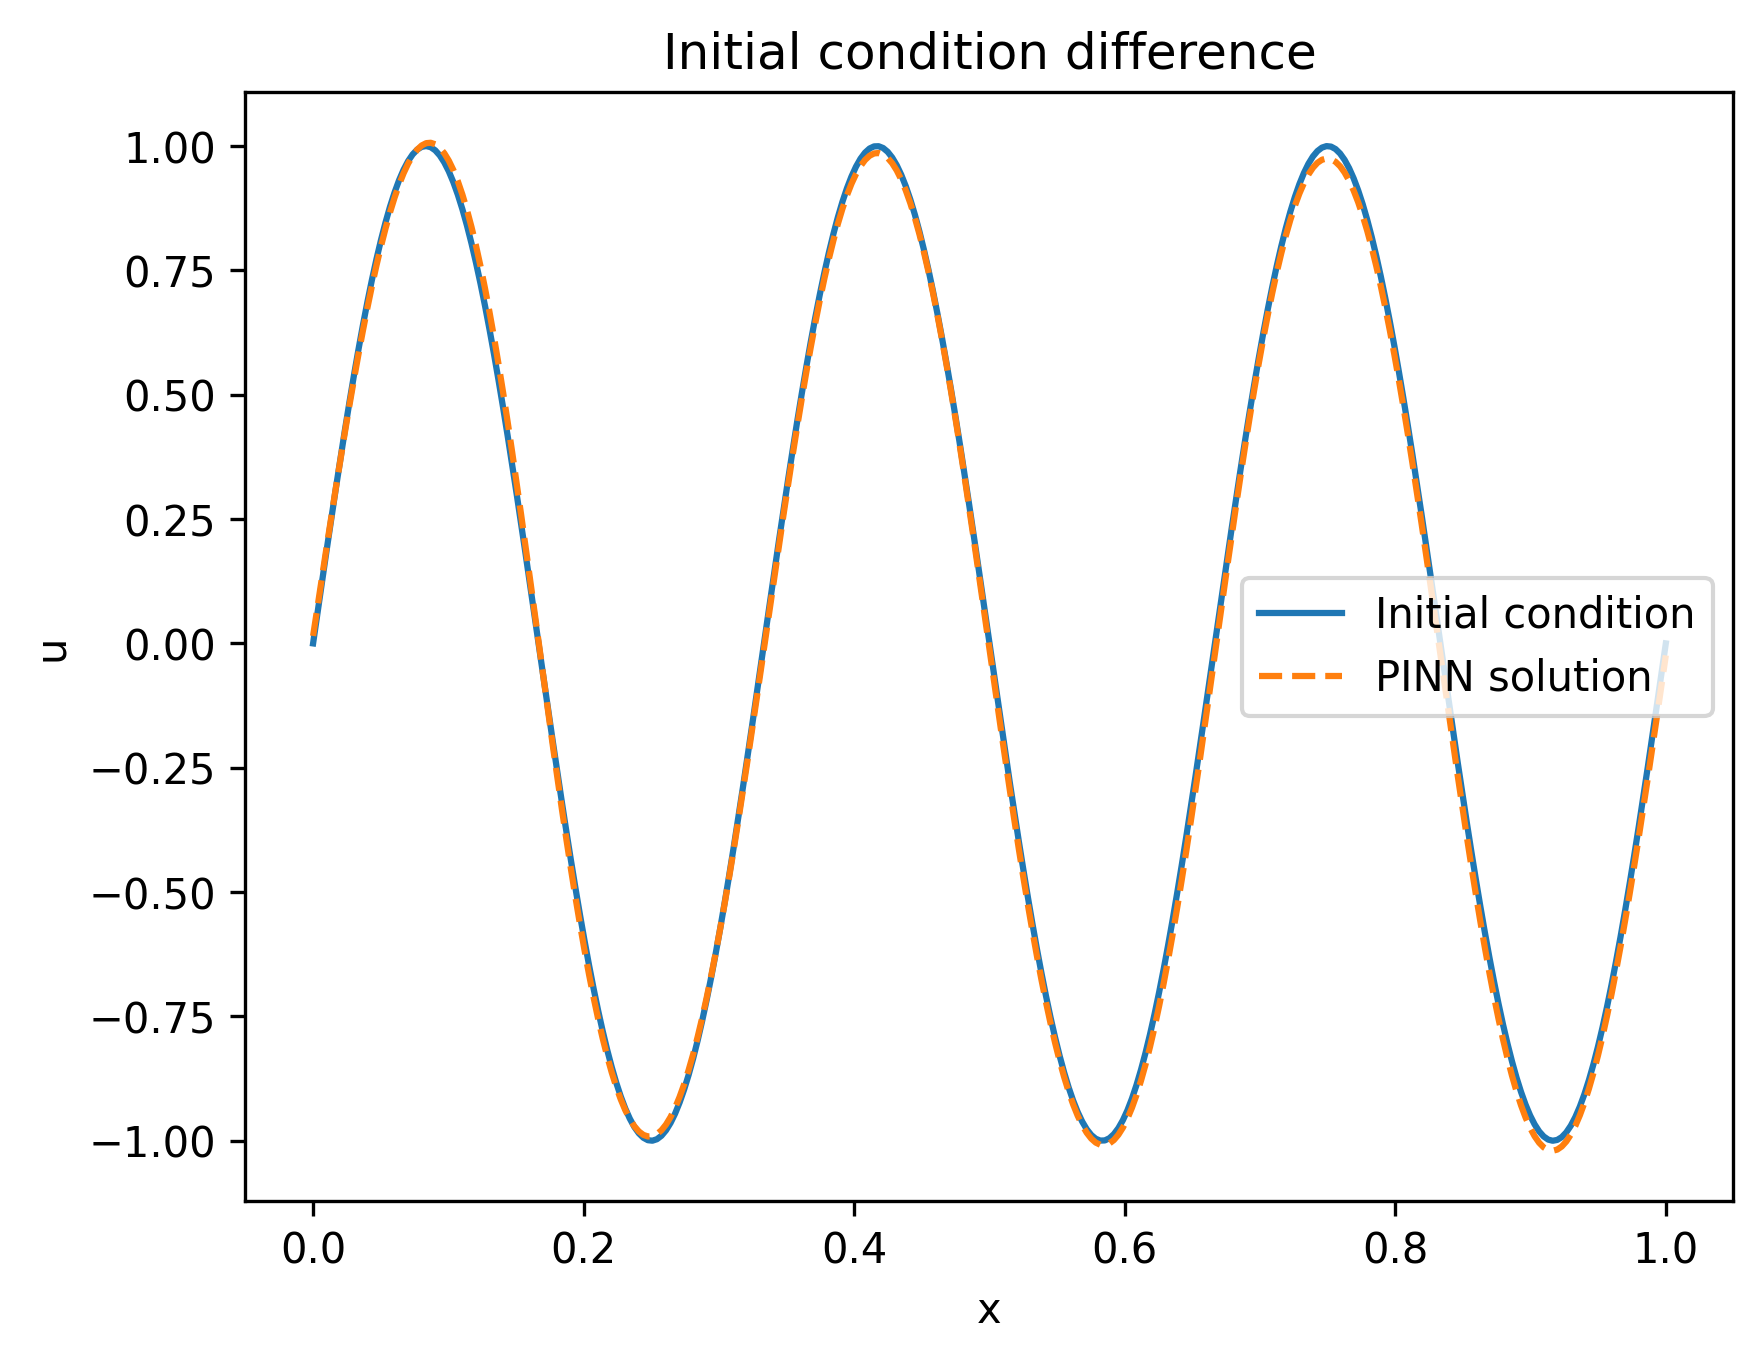 Initial condition difference
1.00
0.75
0.50
0.25
0.00
−0.25
−0.50
−0.75
−1.00
u
Initial condition
PINN solution
0.0 0.2 0.4 0.6 0.8 1.0
x